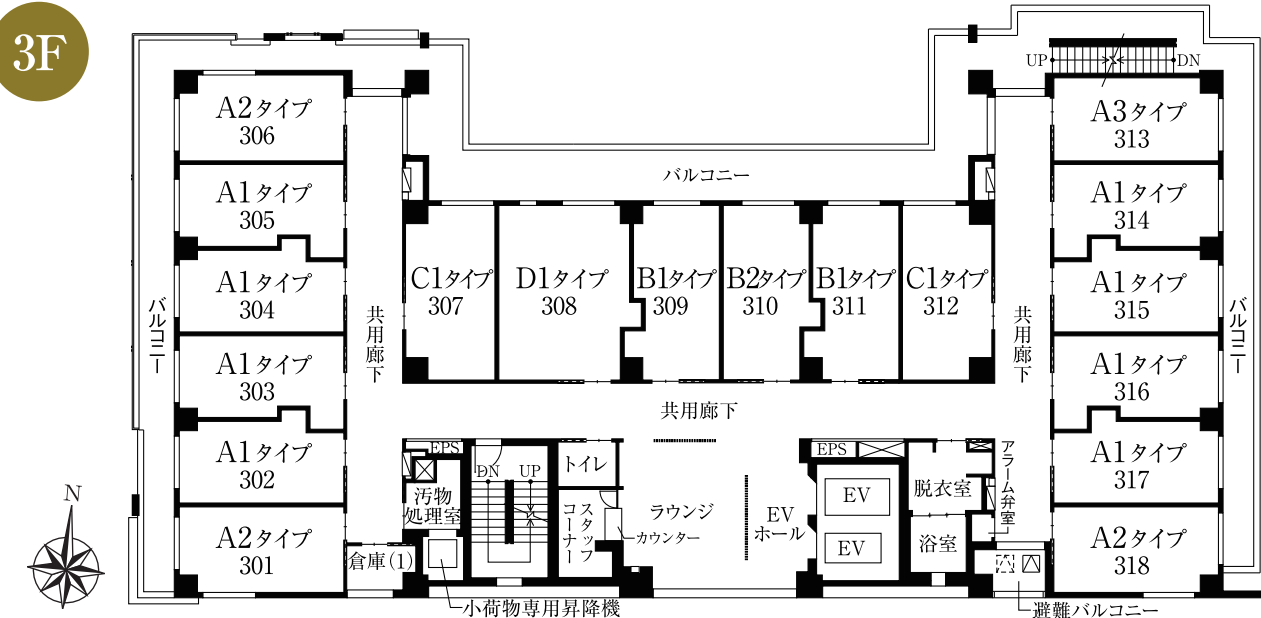 3F
UP
DN
A2タイプ
306
A1タイプ
305
A1タイプ
304
A1タイプ
303
A1タイプ
302
A2タイプ
301
バルコニー
共用廊下
バルコニー
C1タイプ
307
D1タイプ
308
B1タイプ
309
B2タイプ
310
B1タイプ
311
C1タイプ
312
共用廊下
共用廊下
A3タイプ
313
A1タイプ
314
A1タイプ
315
A1タイプ
316
A1タイプ
317
A2タイプ
318
バルコニー
EPS
汚物
処理室
倉庫(1)
小荷物専用昇降機
DN
UP
トイレ
スタッフ
コーナー
カウンター
ラウンジ
EV
ホール
EPS
EV
EV
脱衣室
浴室
アラーム弁室
避難バルコニー
N